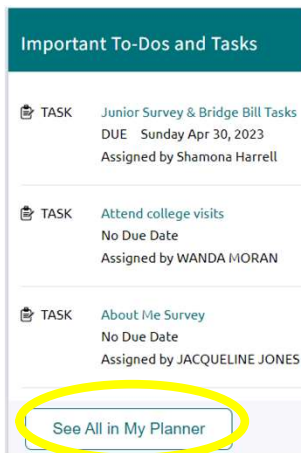 Important To-Dos and Tasks
TASK Junior Survey & Bridge Bill Tasks
DUE Sunday Apr 30, 2023
Assigned by Shamona Harrell
TASK Attend college visits
No Due Date
Assigned by WANDA MORAN
TASK About Me Survey
No Due Date
Assigned by JACQUELINE JONES
See All in My Planner